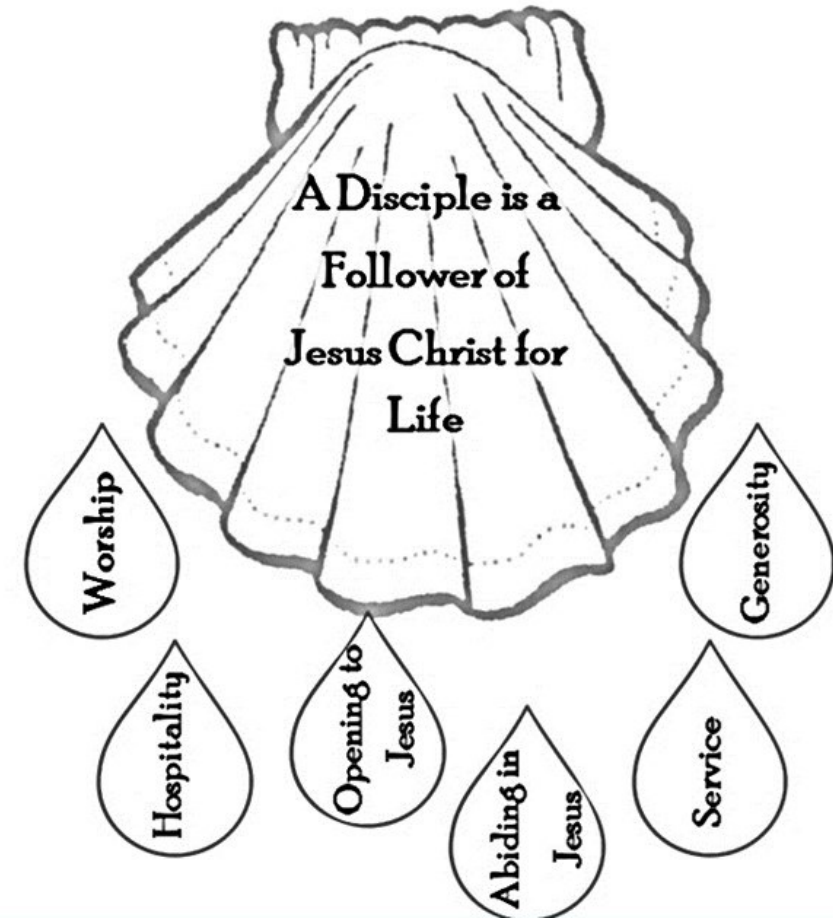 A Disciple is a
Follower of
Jesus Christ for
Life
Worship
Hospitality
Opening to
Jesus
Abiding in
Jesus
Service
Generosity